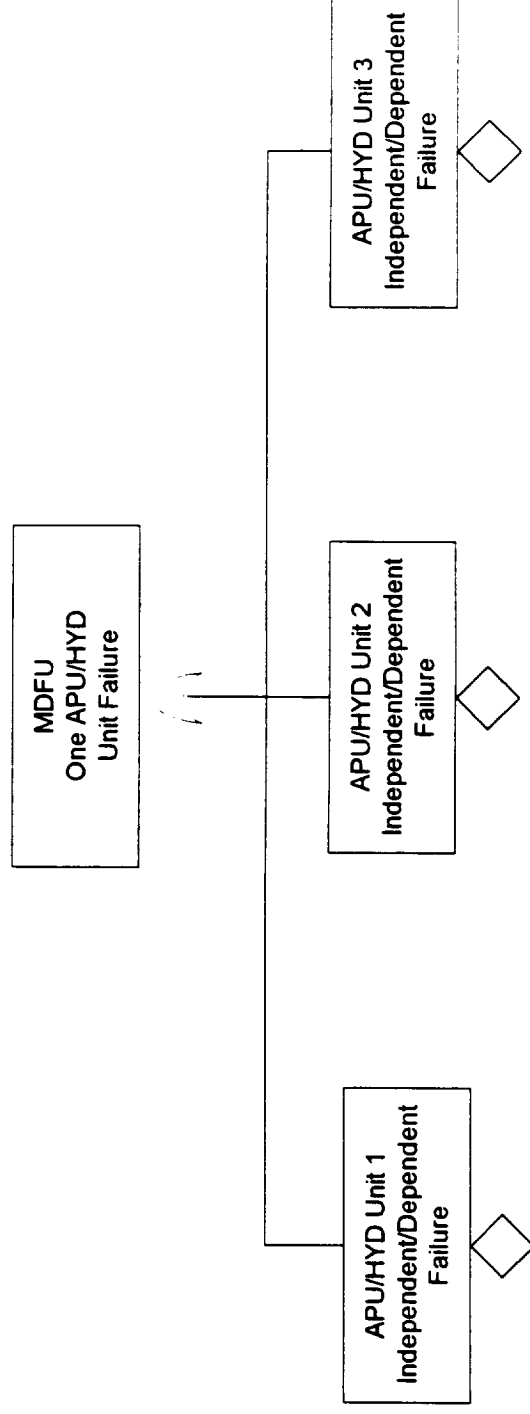 MDFU
One APU/HYD
Unit Failure
APU/HYD Unit 1
Independent/Dependent
Failure
APU/HYD Unit 2
Independent/Dependent
Failure
APU/HYD Unit 3
Independent/Dependent
Failure